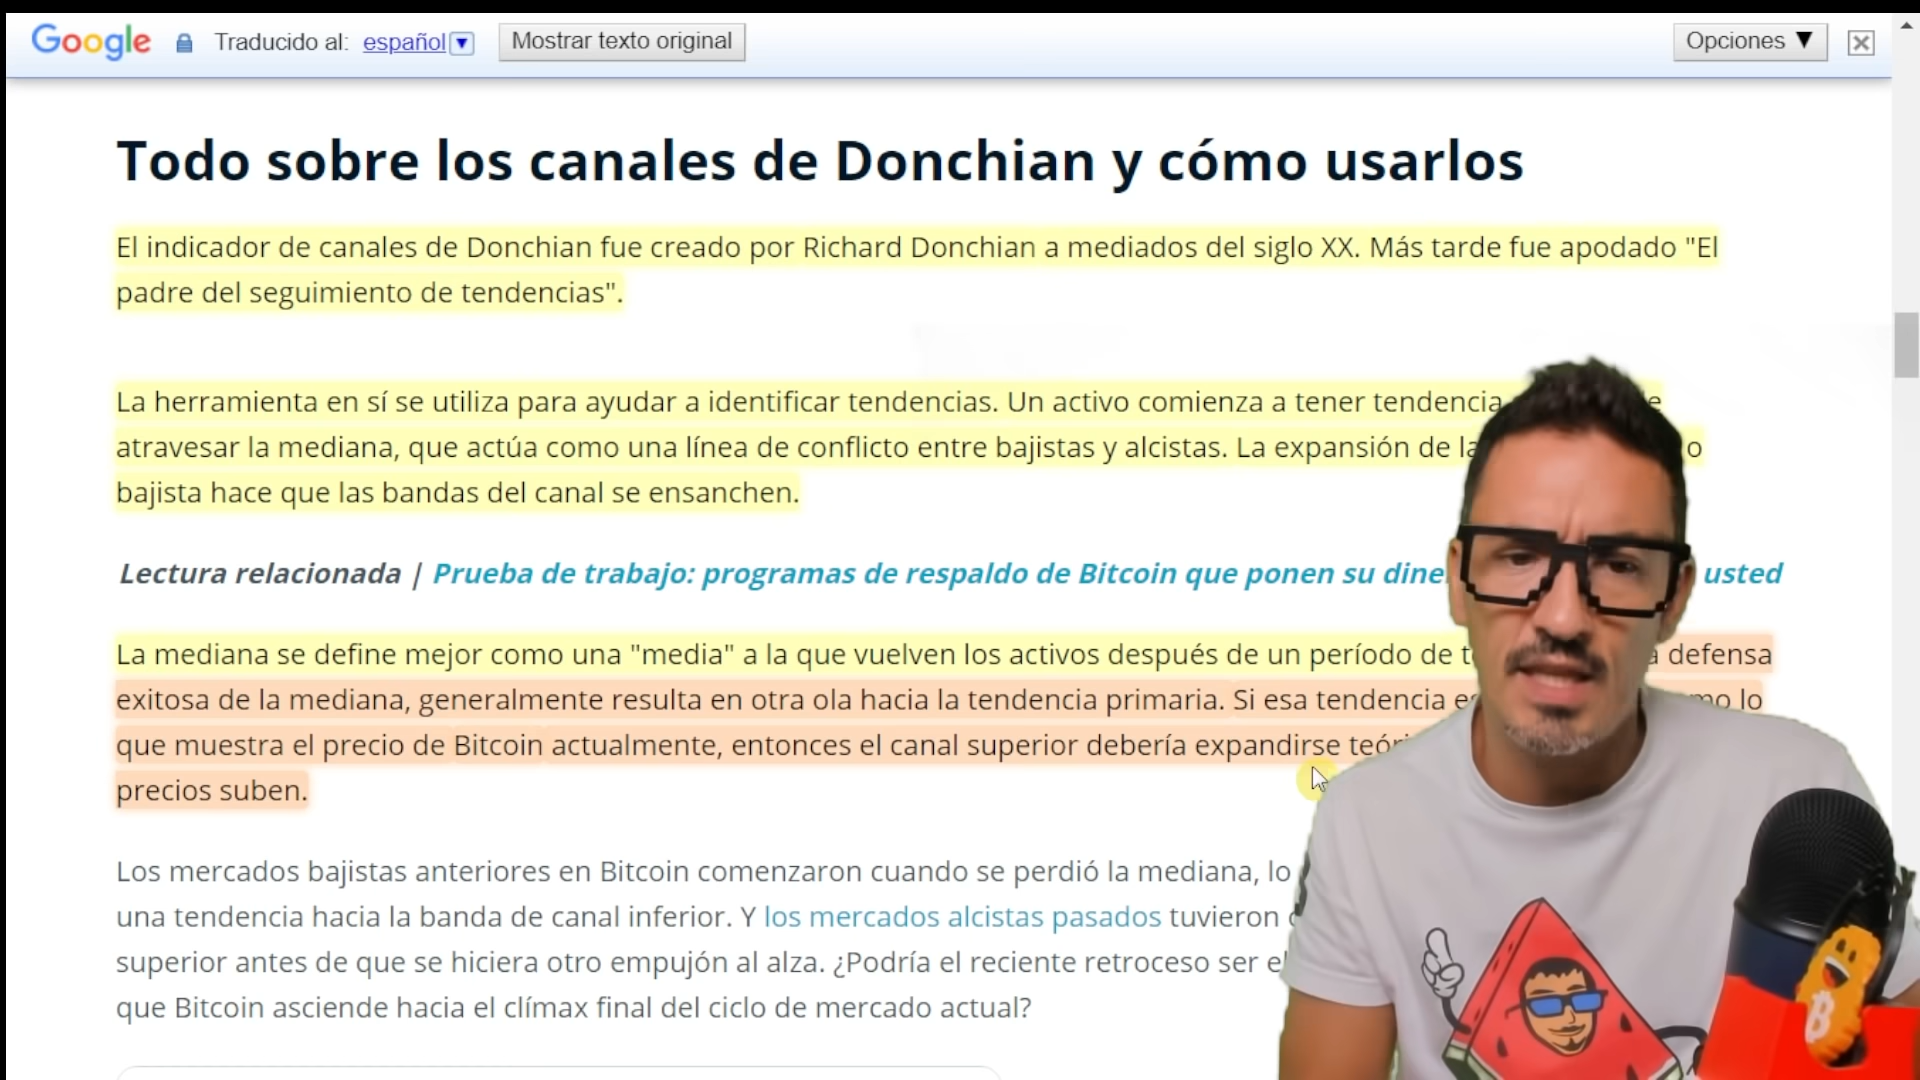 Google Traducido al: español Mostrar texto original Opciones
Todo sobre los canales de Donchian y cómo usarlos
El indicador de canales de Donchian fue creado por Richard Donchian a mediados del siglo XX. Más tarde fue apodado "El
padre del seguimiento de tendencias".
La herramienta en sí se utiliza para ayudar a identificar tendencias. Un activo comienza a tener tendencia
atravesar la mediana, que actúa como una línea de conflicto entre bajistas y alcistas. La expansión de o
bajista hace que las bandas del canal se ensanchen.
Lectura relacionada | Prueba de trabajo: programas de respaldo de Bitcoin que ponen su usted
La mediana se define mejor como una "media" a la que vuelven los activos después de un período de defensa
exitosa de la mediana, generalmente resulta en otra ola hacia la tendencia primaria. Si esa tendencia lo
que muestra el precio de Bitcoin actualmente, entonces el canal superior debería expandirse
precios suben.
Los mercados bajistas anteriores en Bitcoin comenzaron cuando se perdió la mediana, lo
una tendencia hacia la banda de canal inferior. Y los mercados alcistas pasados tuvieron
superior antes de que se hiciera otro empujón al alza. ¿Podría el reciente retroceso ser
que Bitcoin asciende hacia el clímax final del ciclo de mercado actual?